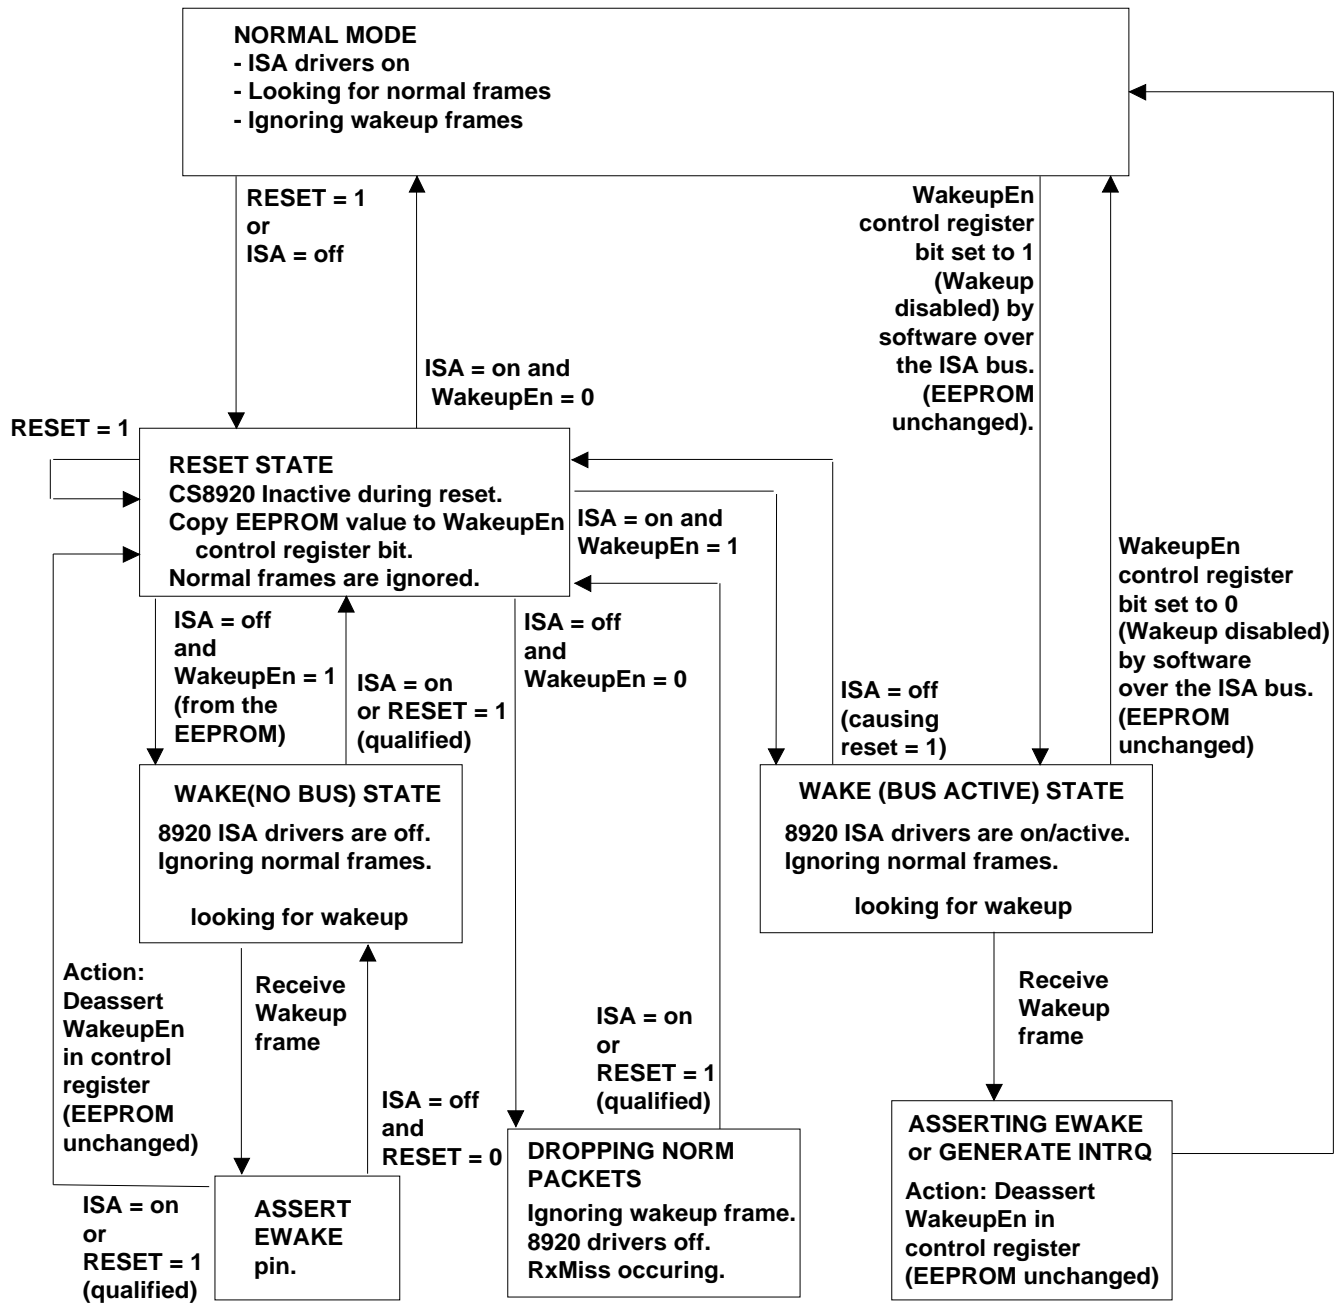 NORMAL MODE
- ISA drivers on
- Looking for normal frames
- Ignoring wakeup frames
RESET = 1
or
ISA = off
ISA = on and
WakeupEn = 0
WakeupEn
control register
bit set to 1
(Wakeup
disabled) by
software over
the ISA bus.
(EEPROM
unchanged).
RESET = 1
RESET STATE
CS8920 Inactive during reset.
Copy EEPROM value to WakeupEn
control register bit.
Normal frames are ignored.
ISA = on and
WakeupEn = 1
WakeupEn
control register
bit set to 0
(Wakeup disabled)
by software
over the ISA bus.
(EEPROM
unchanged)
ISA = off
and
WakeupEn = 1
(from the
EEPROM)
ISA = on
or RESET = 1
(qualified)
ISA = off
and
WakeupEn = 0
ISA = off
(causing
reset = 1)
WAKE(NO BUS) STATE
8920 ISA drivers are off.
Ignoring normal frames.
looking for wakeup
WAKE (BUS ACTIVE) STATE
8920 ISA drivers are on/active.
Ignoring normal frames.
looking for wakeup
Action:
Deassert
WakeupEn
in control
register
(EEPROM
unchanged)
Receive
Wakeup
frame
ISA = off
and
RESET = 0
ISA = on
or
RESET = 1
(qualified)
Receive
Wakeup
frame
ISA = on
or
RESET = 1
(qualified)
ASSERT
EWAKE
pin.
DROPPING NORM
PACKETS
Ignoring wakeup frame.
8920 drivers off.
RxMiss occuring.
ASSERTING EWAKE
or GENERATE INTRQ
Action: Deassert
WakeupEn in
control register
(EEPROM unchanged)